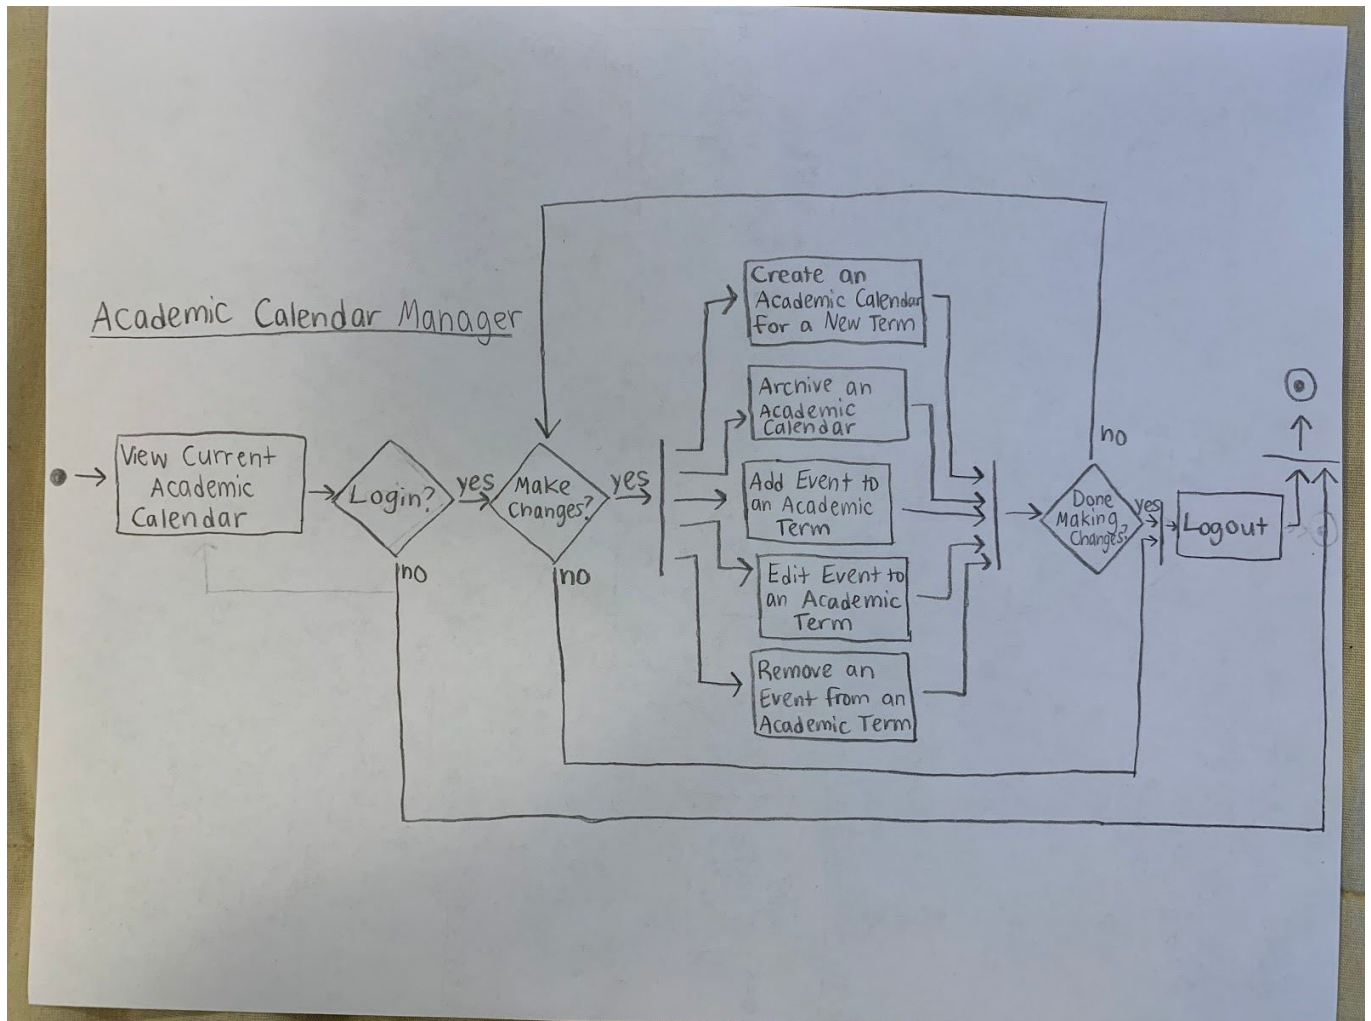 Academic Calendar Manager
View Current
Academic
Calendar
Login?
yes
no
Make
Changes?
yes
no
Create an
Academic Calendar
for a New Term
Archive an
Academic
Calendar
Add Event to
an Academic
Term
Edit Event to
an Academic
Term
Remove an
Event from an
Academic Term
Done
Making
Changes?
no
yes
Logout